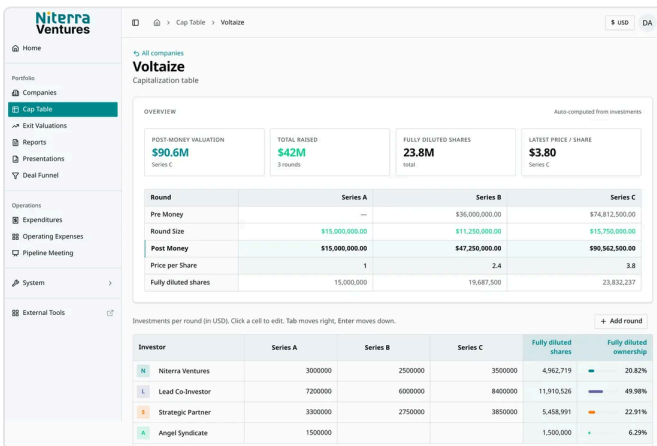 Niterra
Ventures
Home
Portfolio
Companies
Cap Table
Exit Valuations
Reports
Presentations
Deal Funnel
Operations
Expenditures
Operating Expenses
Pipeline Meeting
System
External Tools
Cap Table > Voltaize
$ USD DA
All companies
Voltaize
Capitalization table
OVERVIEW Auto-computed from investments
POST-MONEY VALUATION TOTAL RAISED FULLY DILUTED SHARES LATEST PRICE / SHARE
$90.6M $42M 23.8M $3.80
Series C 3 rounds total Series C
Round Series A Series B Series C
Pre Money — $36,000,000.00 $74,812,500.00
Round Size $15,000,000.00 $11,250,000.00 $15,750,000.00
Post Money $15,000,000.00 $47,250,000.00 $90,562,500.00
Price per Share 1 2.4 3.8
Fully diluted shares 15,000,000 19,687,500 23,832,237
Investments per round (in USD). Click a cell to edit. Tab moves right, Enter moves down. + Add round
Investor Series A Series B Series C Fully diluted shares Fully diluted ownership
N Niterra Ventures 3000000 2500000 3500000 4,962,719 20.82%
L Lead Co-Investor 7200000 6000000 8400000 11,910,526 49.98%
S Strategic Partner 3300000 2750000 3850000 5,458,991 22.91%
A Angel Syndicate 1500000 1,500,000 6.29%